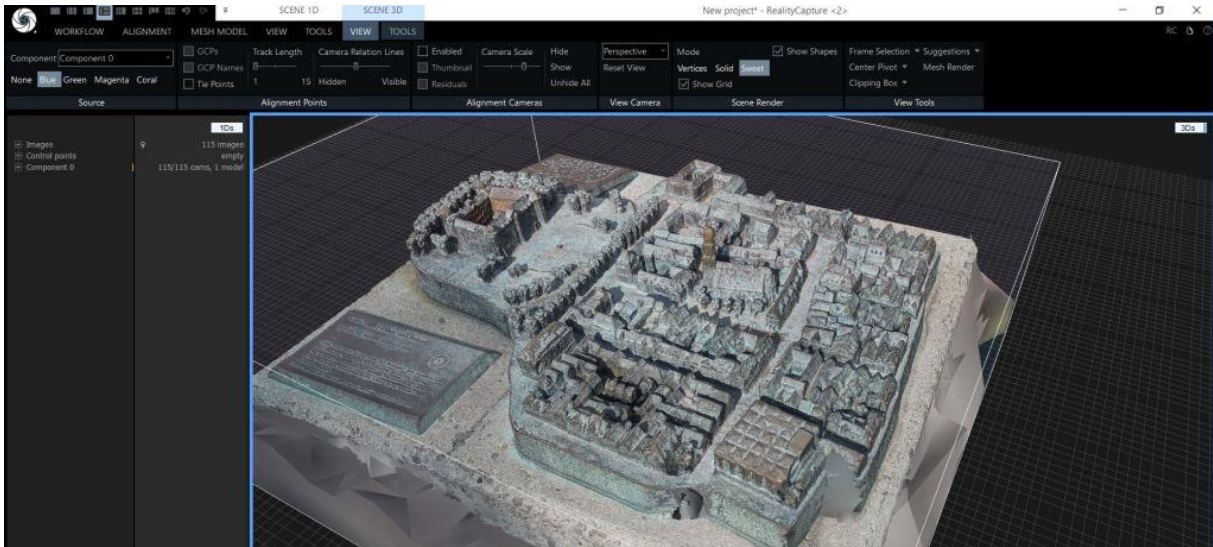 SCENE 1D
SCENE 3D
New project* - RealityCapture <2>
WORKFLOW
ALIGNMENT
MESH MODEL
VIEW
TOOLS
VIEW
TOOLS
RC
Component Component 0
None Blue Green Magenta Coral
Source
GCPs
GCP Names
Tie Points
Track Length
1 15
Camera Relation Lines
Hidden Visible
Alignment Points
Enabled
Thumbnail
Residuals
Camera Scale
Hide
Show
Unhide All
Alignment Cameras
Perspective
Reset View
View Camera
Mode
Vertices Solid Sweet
Show Grid
Show Shapes
Scene Render
Frame Selection
Center Pivot
Clipping Box
Suggestions
Mesh Render
View Tools
1Ds
Images 115 images
Control points empty
Component 0 115/115 cams, 1 model
3Ds